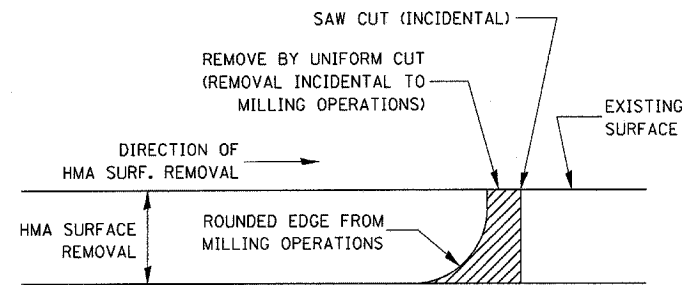 SAW CUT (INCIDENTAL)
REMOVE BY UNIFORM CUT
(REMOVAL INCIDENTAL TO
MILLING OPERATIONS)
EXISTING
SURFACE
DIRECTION OF
HMA SURF. REMOVAL
HMA SURFACE
REMOVAL
ROUNDED EDGE FROM
MILLING OPERATIONS